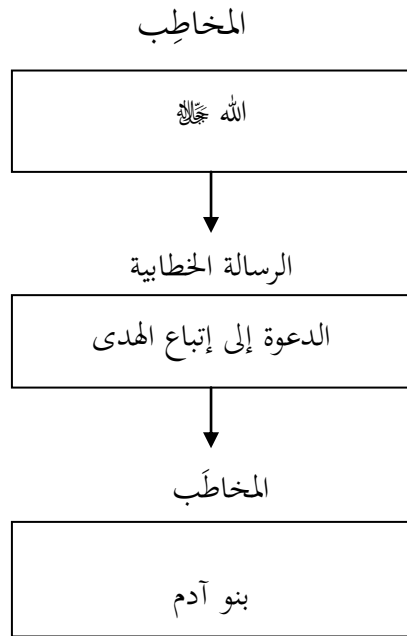 المخاطِب
الله ﷻ
الرسالة الخطابية
الدعوة إلى إتباع الهدى
المخاطَب
بنو آدم